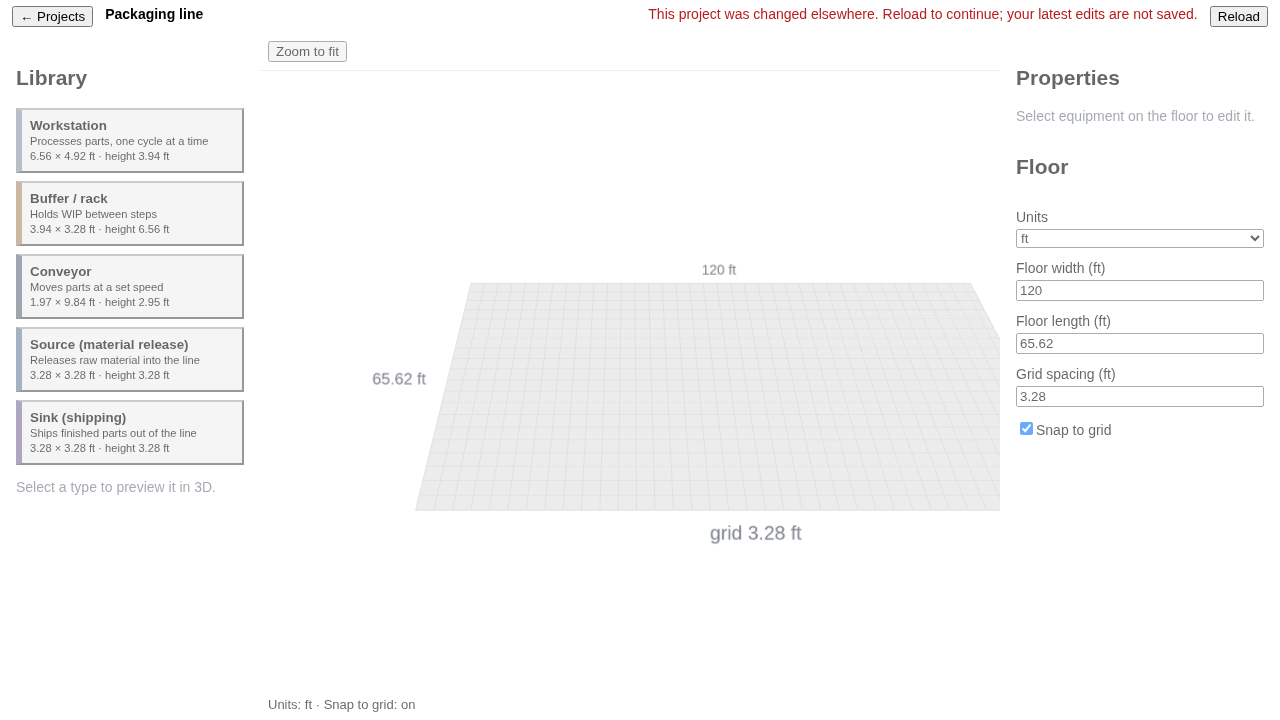 ← Projects
Packaging line
This project was changed elsewhere. Reload to continue; your latest edits are not saved.
Reload
Zoom to fit
Library
Workstation
Processes parts, one cycle at a time
6.56 × 4.92 ft · height 3.94 ft
Buffer / rack
Holds WIP between steps
3.94 × 3.28 ft · height 6.56 ft
Conveyor
Moves parts at a set speed
1.97 × 9.84 ft · height 2.95 ft
Source (material release)
Releases raw material into the line
3.28 × 3.28 ft · height 3.28 ft
Sink (shipping)
Ships finished parts out of the line
3.28 × 3.28 ft · height 3.28 ft
Select a type to preview it in 3D.
120 ft
65.62 ft
grid 3.28 ft
Units: ft · Snap to grid: on
Properties
Select equipment on the floor to edit it.
Floor
Units
ft
Floor width (ft)
120
Floor length (ft)
65.62
Grid spacing (ft)
3.28
Snap to grid